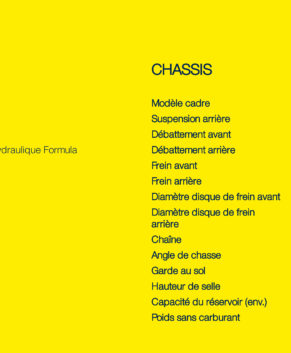 CHASSIS
Modèle cadre
Suspension arrière
Débattement avant
ydraulique Formula
Débattement arrière
Frein avant
Frein arrière
Diamètre disque de frein avant
Diamètre disque de frein
arrière
Chaîne
Angle de chasse
Garde au sol
Hauteur de selle
Capacité du réservoir (env.)
Poids sans carburant